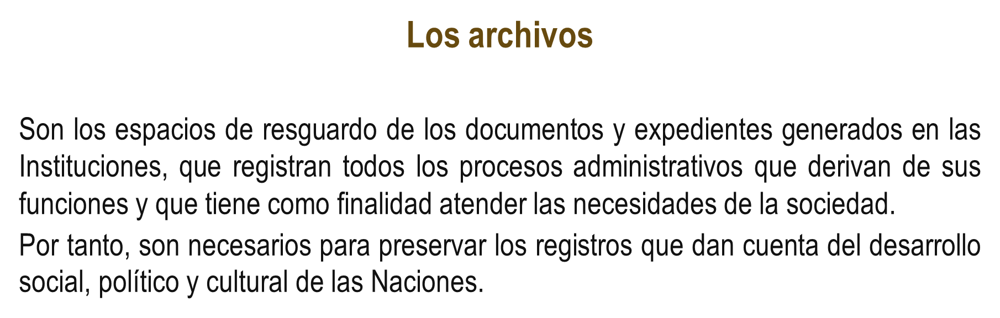 Los archivos
Son los espacios de resguardo de los documentos y expedientes generados en las
Instituciones, que registran todos los procesos administrativos que derivan de sus
funciones y que tiene como finalidad atender las necesidades de la sociedad.
Por tanto, son necesarios para preservar los registros que dan cuenta del desarrollo
social, político y cultural de las Naciones.